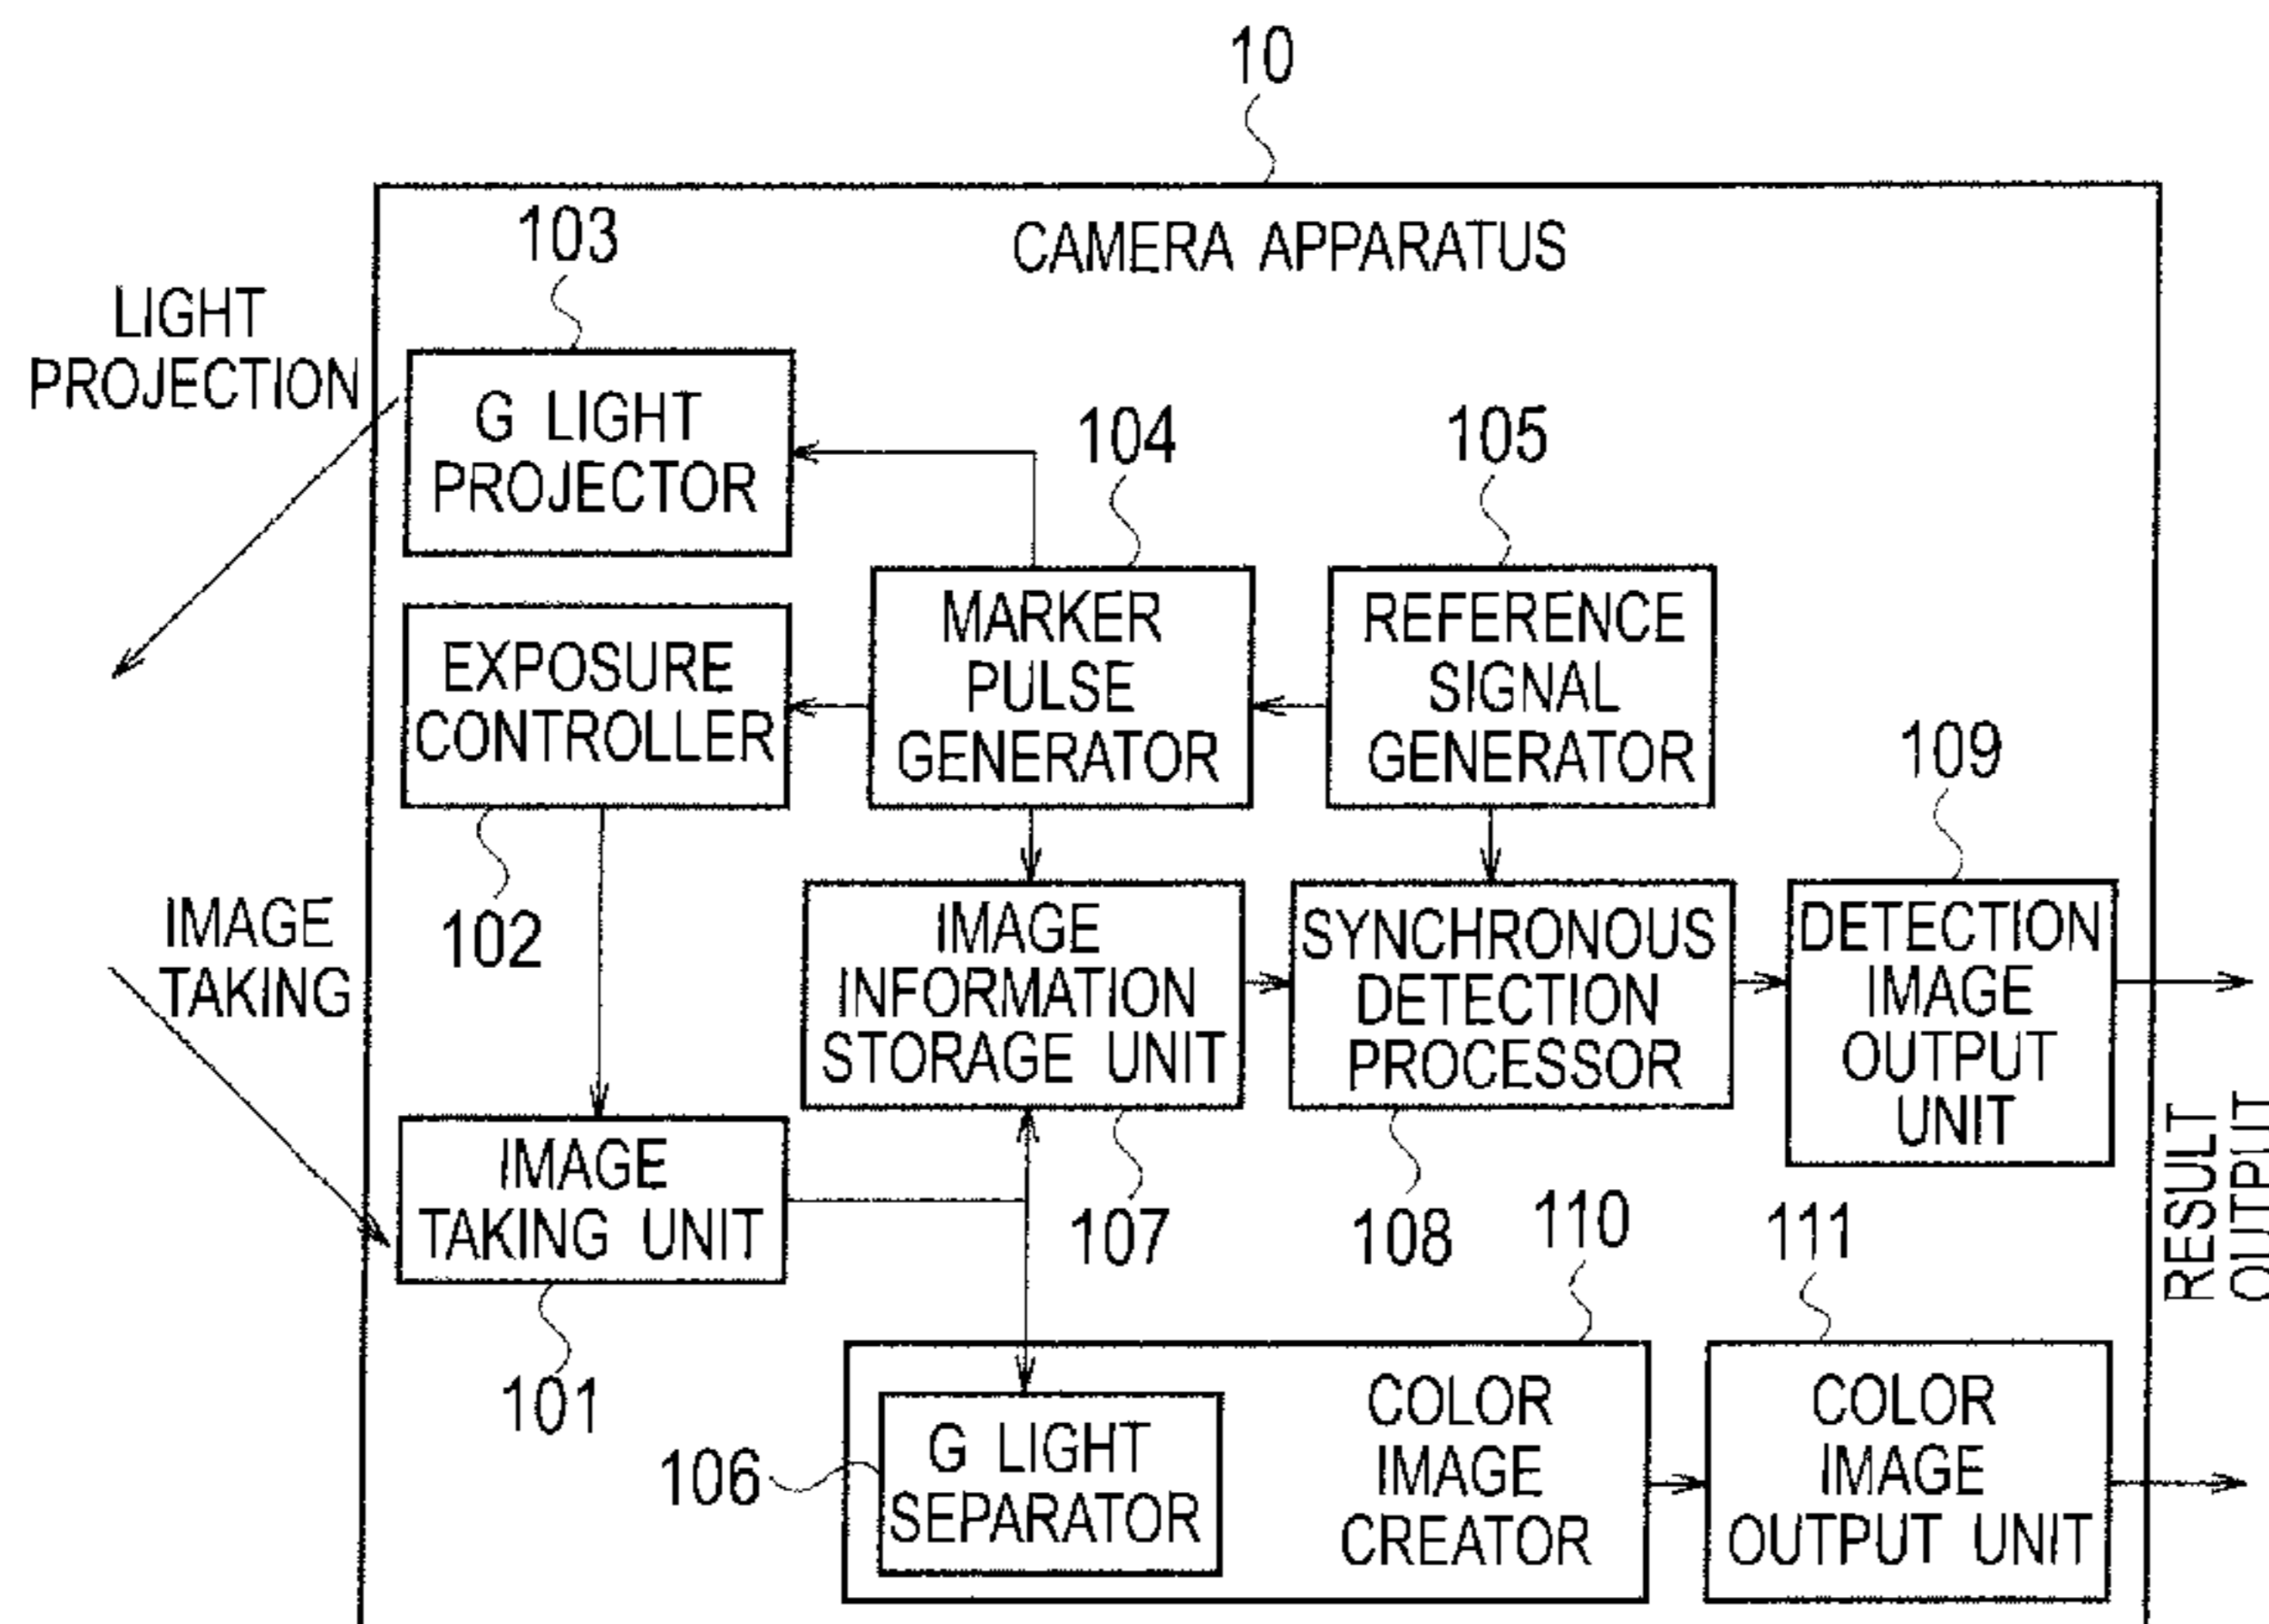 10
CAMERA APPARATUS
103
LIGHT
PROJECTION
G LIGHT
PROJECTOR
104
105
EXPOSURE
CONTROLLER
MARKER
PULSE
GENERATOR
REFERENCE
SIGNAL
GENERATOR
109
102
IMAGE
TAKING
IMAGE
INFORMATION
STORAGE UNIT
SYNCHRONOUS
DETECTION
PROCESSOR
DETECTION
IMAGE
OUTPUT
UNIT
IMAGE
TAKING UNIT
107
108
110
111
RESULT
OUTPUT
101
106
G LIGHT
SEPARATOR
COLOR
IMAGE
CREATOR
COLOR
IMAGE
OUTPUT UNIT